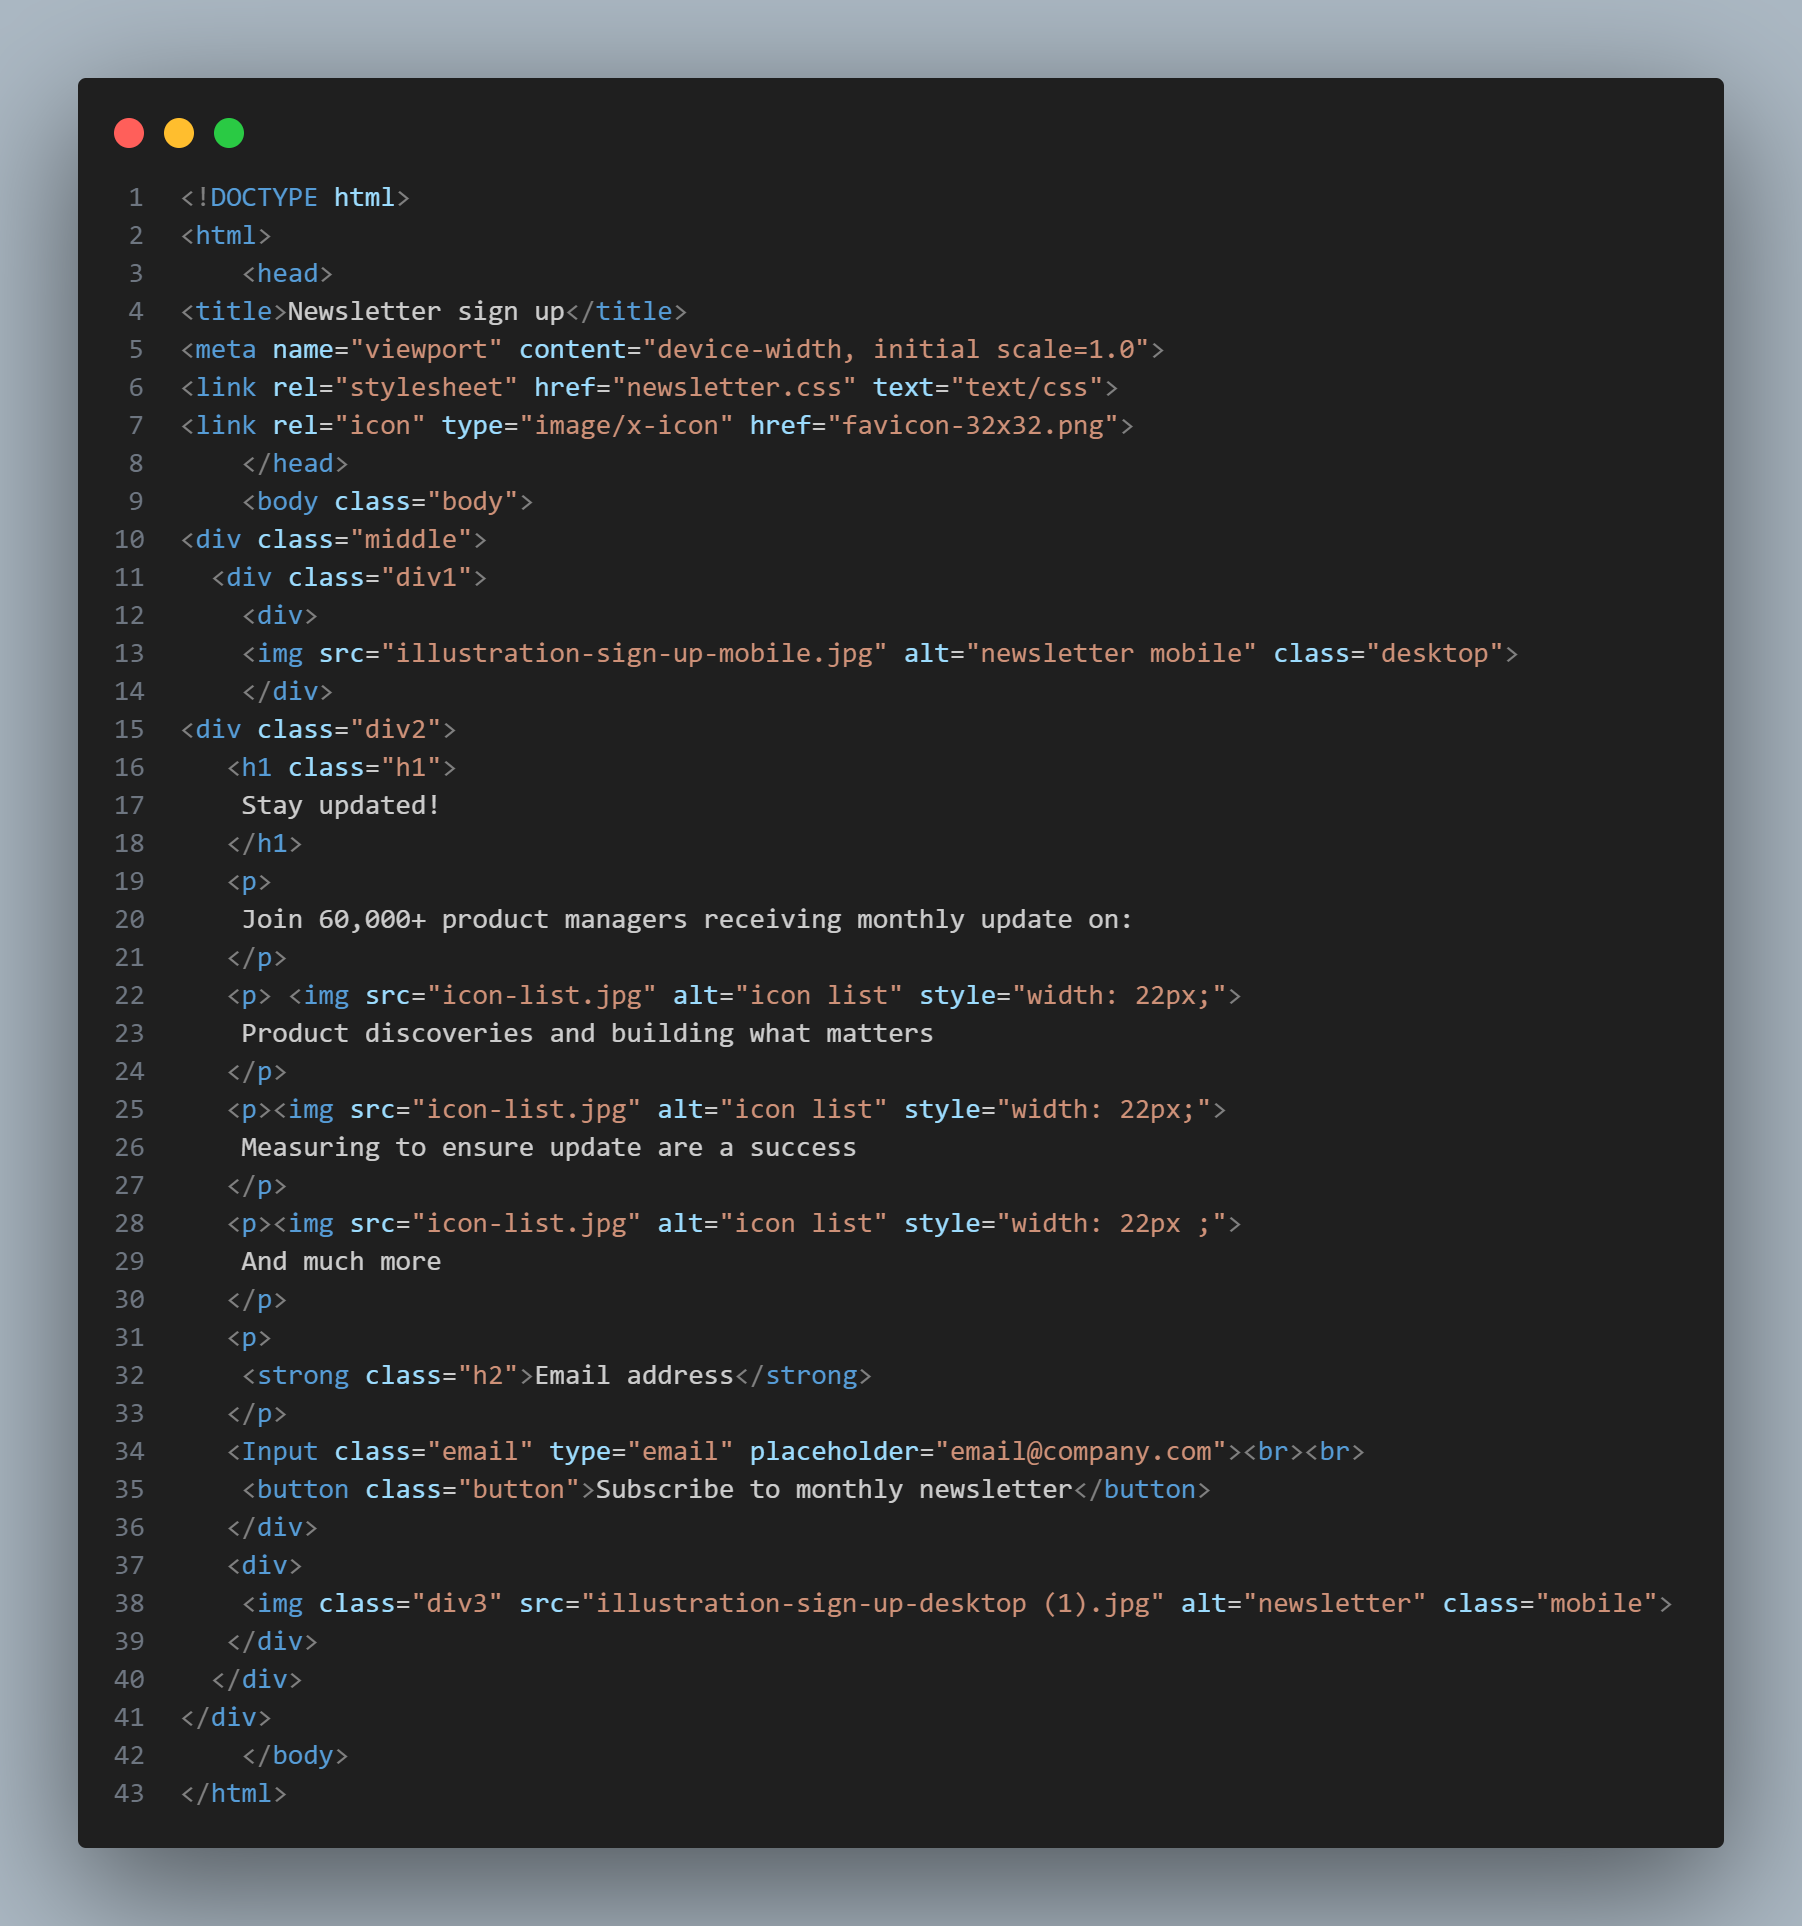 1 <!DOCTYPE html>
2 <html>
3     <head>
4 <title>Newsletter sign up</title>
5 <meta name="viewport" content="device-width, initial scale=1.0">
6 <link rel="stylesheet" href="newsletter.css" text="text/css">
7 <link rel="icon" type="image/x-icon" href="favicon-32x32.png">
8     </head>
9     <body class="body">
10 <div class="middle">
11   <div class="div1">
12     <div>
13     <img src="illustration-sign-up-mobile.jpg" alt="newsletter mobile" class="desktop">
14     </div>
15 <div class="div2">
16    <h1 class="h1">
17     Stay updated!
18    </h1>
19    <p>
20     Join 60,000+ product managers receiving monthly update on:
21    </p>
22    <p> <img src="icon-list.jpg" alt="icon list" style="width: 22px;">
23     Product discoveries and building what matters
24    </p>
25    <p><img src="icon-list.jpg" alt="icon list" style="width: 22px;">
26     Measuring to ensure update are a success
27    </p>
28    <p><img src="icon-list.jpg" alt="icon list" style="width: 22px ;">
29     And much more
30    </p>
31    <p>
32     <strong class="h2">Email address</strong>
33    </p>
34    <Input class="email" type="email" placeholder="email@company.com"><br><br>
35     <button class="button">Subscribe to monthly newsletter</button>
36    </div>
37    <div>
38     <img class="div3" src="illustration-sign-up-desktop (1).jpg" alt="newsletter" class="mobile">
39    </div>
40   </div>
41 </div>
42     </body>
43 </html>